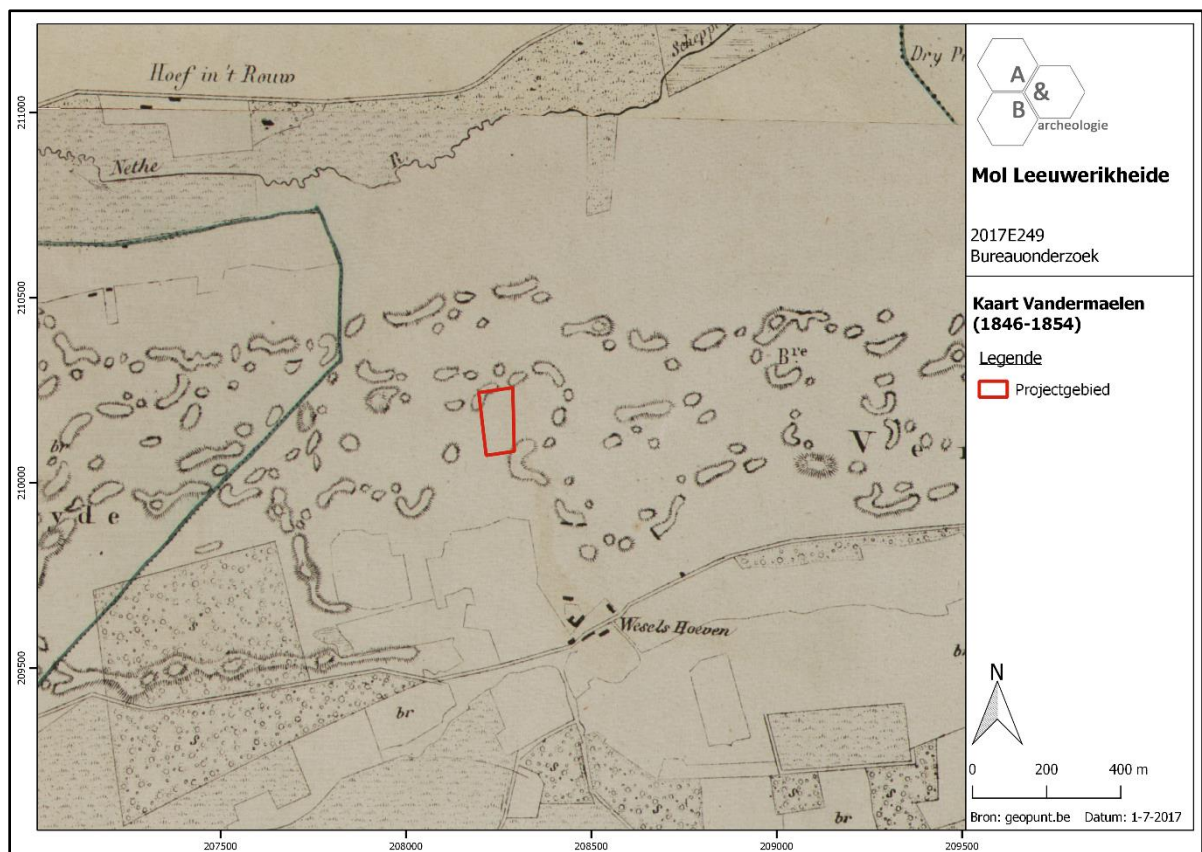 Hoef in 't Rouw
Scheppe
Nethe
R.
Bre
br
V e r
v d e
Wesels Hoeven
s
s
br
s
s
s
s
br
211000
210500
210000
209500
207500
208000
208500
209000
209500
A
&
B
archeologie
Mol Leeuwerikheide
2017E249
Bureauonderzoek
Kaart Vandermaelen
(1846-1854)
Legende
Projectgebied
N
0 200 400 m
Bron: geopunt.be Datum: 1-7-2017